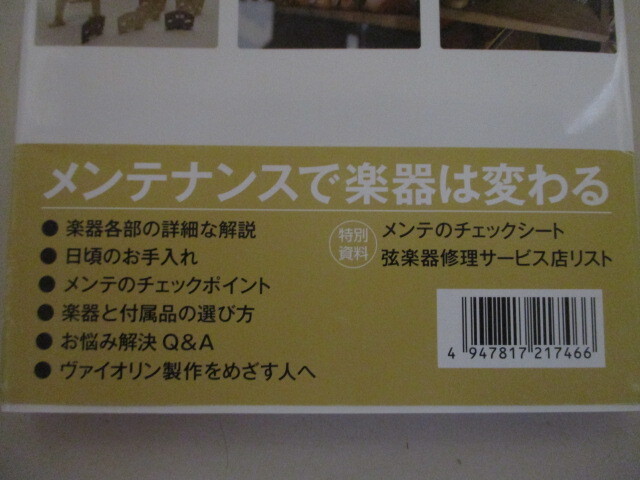 メンテナンスで楽器は変わる
● 楽器各部の詳細な解説
● 日頃のお手入れ
● メンテのチェックポイント
● 楽器と付属品の選び方
● お悩み解決 Q&A
● ヴァイオリン製作をめざす人へ
特別
資料
メンテのチェックシート
弦楽器修理サービス店リスト
4 947817 217466